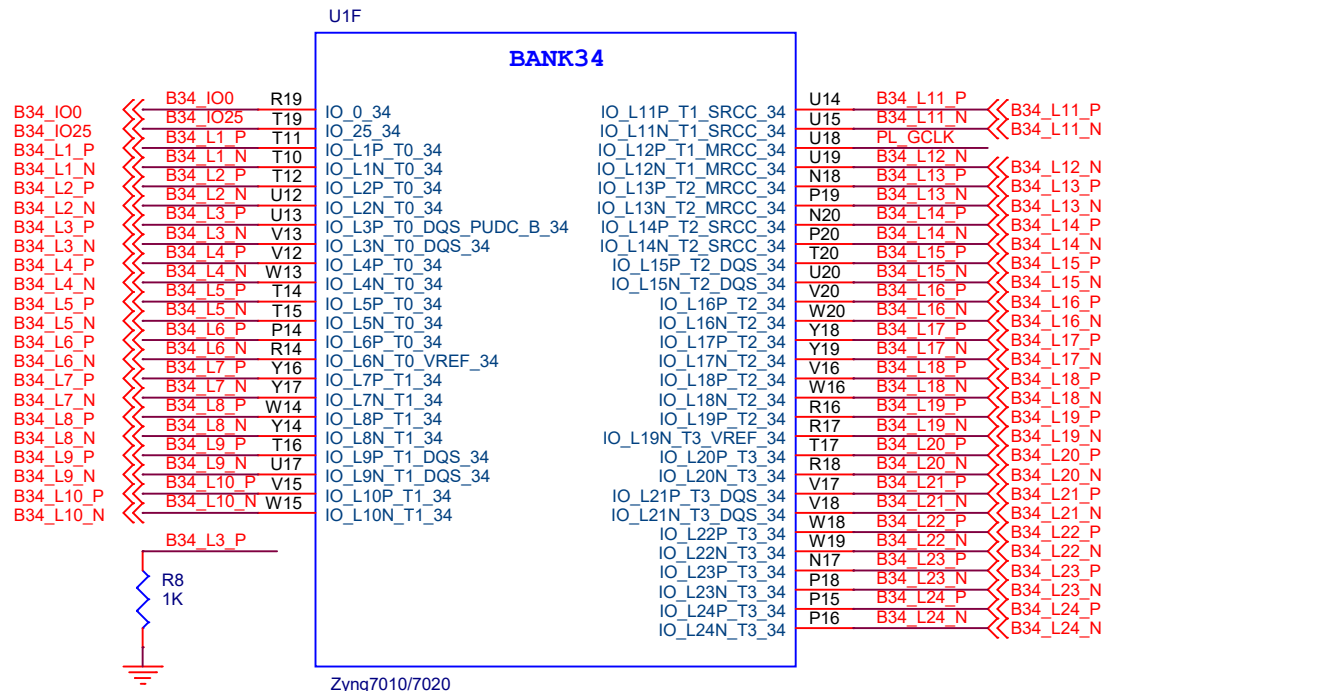 U1F
BANK34
B34_IO0 B34_IO0 R19 IO_0_34 IO_L11P_T1_SRCC_34 U14 B34_L11_P B34_L11_P
B34_IO25 B34_IO25 T19 IO_25_34 IO_L11N_T1_SRCC_34 U15 B34_L11_N B34_L11_N
B34_L1_P B34_L1_P T11 IO_L1P_T0_34 IO_L12P_T1_MRCC_34 U18 PL_GCLK
B34_L1_N B34_L1_N T10 IO_L1N_T0_34 IO_L12N_T1_MRCC_34 U19 B34_L12_N B34_L12_N
B34_L2_P B34_L2_P T12 IO_L2P_T0_34 IO_L13P_T2_MRCC_34 N18 B34_L13_P B34_L13_P
B34_L2_N B34_L2_N U12 IO_L2N_T0_34 IO_L13N_T2_MRCC_34 P19 B34_L13_N B34_L13_N
B34_L3_P B34_L3_P U13 IO_L3P_T0_DQS_PUDC_B_34 IO_L14P_T2_SRCC_34 N20 B34_L14_P B34_L14_P
B34_L3_N B34_L3_N V13 IO_L3N_T0_DQS_34 IO_L14N_T2_SRCC_34 P20 B34_L14_N B34_L14_N
B34_L4_P B34_L4_P V12 IO_L4P_T0_34 IO_L15P_T2_DQS_34 T20 B34_L15_P B34_L15_P
B34_L4_N B34_L4_N W13 IO_L4N_T0_34 IO_L15N_T2_DQS_34 U20 B34_L15_N B34_L15_N
B34_L5_P B34_L5_P T14 IO_L5P_T0_34 IO_L16P_T2_34 V20 B34_L16_P B34_L16_P
B34_L5_N B34_L5_N T15 IO_L5N_T0_34 IO_L16N_T2_34 W20 B34_L16_N B34_L16_N
B34_L6_P B34_L6_P P14 IO_L6P_T0_34 IO_L17P_T2_34 Y18 B34_L17_P B34_L17_P
B34_L6_N B34_L6_N R14 IO_L6N_T0_VREF_34 IO_L17N_T2_34 Y19 B34_L17_N B34_L17_N
B34_L7_P B34_L7_P Y16 IO_L7P_T1_34 IO_L18P_T2_34 V16 B34_L18_P B34_L18_P
B34_L7_N B34_L7_N Y17 IO_L7N_T1_34 IO_L18N_T2_34 W16 B34_L18_N B34_L18_N
B34_L8_P B34_L8_P W14 IO_L8P_T1_34 IO_L19P_T2_34 R16 B34_L19_P B34_L19_P
B34_L8_N B34_L8_N Y14 IO_L8N_T1_34 IO_L19N_T3_VREF_34 R17 B34_L19_N B34_L19_N
B34_L9_P B34_L9_P T16 IO_L9P_T1_DQS_34 IO_L20P_T3_34 T17 B34_L20_P B34_L20_P
B34_L9_N B34_L9_N U17 IO_L9N_T1_DQS_34 IO_L20N_T3_34 R18 B34_L20_N B34_L20_N
B34_L10_P B34_L10_P V15 IO_L10P_T1_34 IO_L21P_T3_DQS_34 V17 B34_L21_P B34_L21_P
B34_L10_N B34_L10_N W15 IO_L10N_T1_34 IO_L21N_T3_DQS_34 V18 B34_L21_N B34_L21_N
IO_L22P_T3_34 W18 B34_L22_P B34_L22_P
B34_L3_P IO_L22N_T3_34 W19 B34_L22_N B34_L22_N
IO_L23P_T3_34 N17 B34_L23_P B34_L23_P
R8 IO_L23N_T3_34 P18 B34_L23_N B34_L23_N
1K IO_L24P_T3_34 P15 B34_L24_P B34_L24_P
IO_L24N_T3_34 P16 B34_L24_N B34_L24_N
Zynq7010/7020